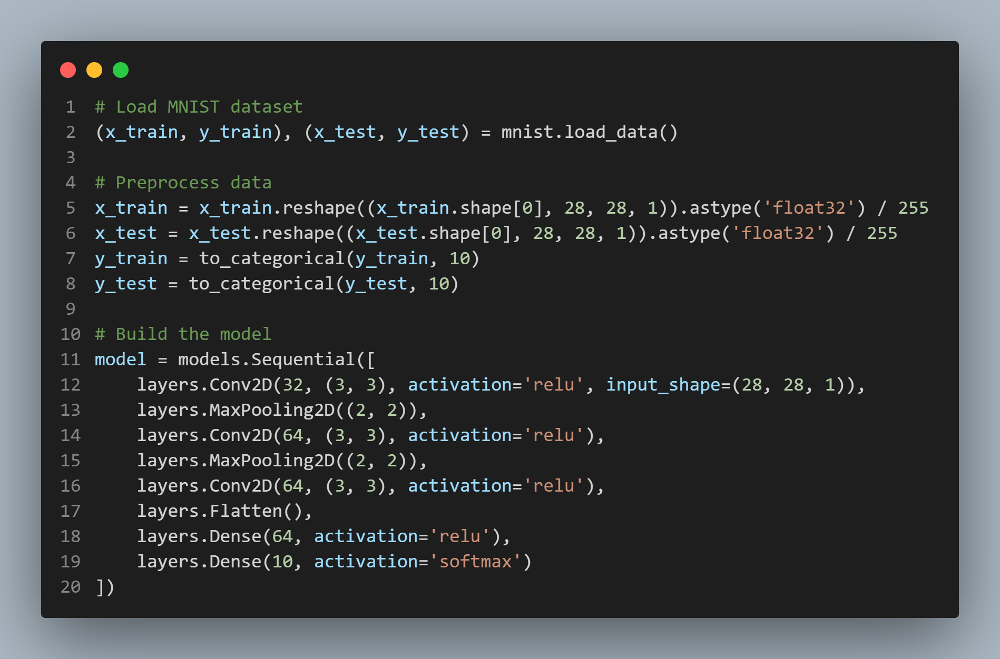 1 # Load MNIST dataset
2 (x_train, y_train), (x_test, y_test) = mnist.load_data()
3
4 # Preprocess data
5 x_train = x_train.reshape((x_train.shape[0], 28, 28, 1)).astype('float32') / 255
6 x_test = x_test.reshape((x_test.shape[0], 28, 28, 1)).astype('float32') / 255
7 y_train = to_categorical(y_train, 10)
8 y_test = to_categorical(y_test, 10)
9
10 # Build the model
11 model = models.Sequential([
12     layers.Conv2D(32, (3, 3), activation='relu', input_shape=(28, 28, 1)),
13     layers.MaxPooling2D((2, 2)),
14     layers.Conv2D(64, (3, 3), activation='relu'),
15     layers.MaxPooling2D((2, 2)),
16     layers.Conv2D(64, (3, 3), activation='relu'),
17     layers.Flatten(),
18     layers.Dense(64, activation='relu'),
19     layers.Dense(10, activation='softmax')
20 ])